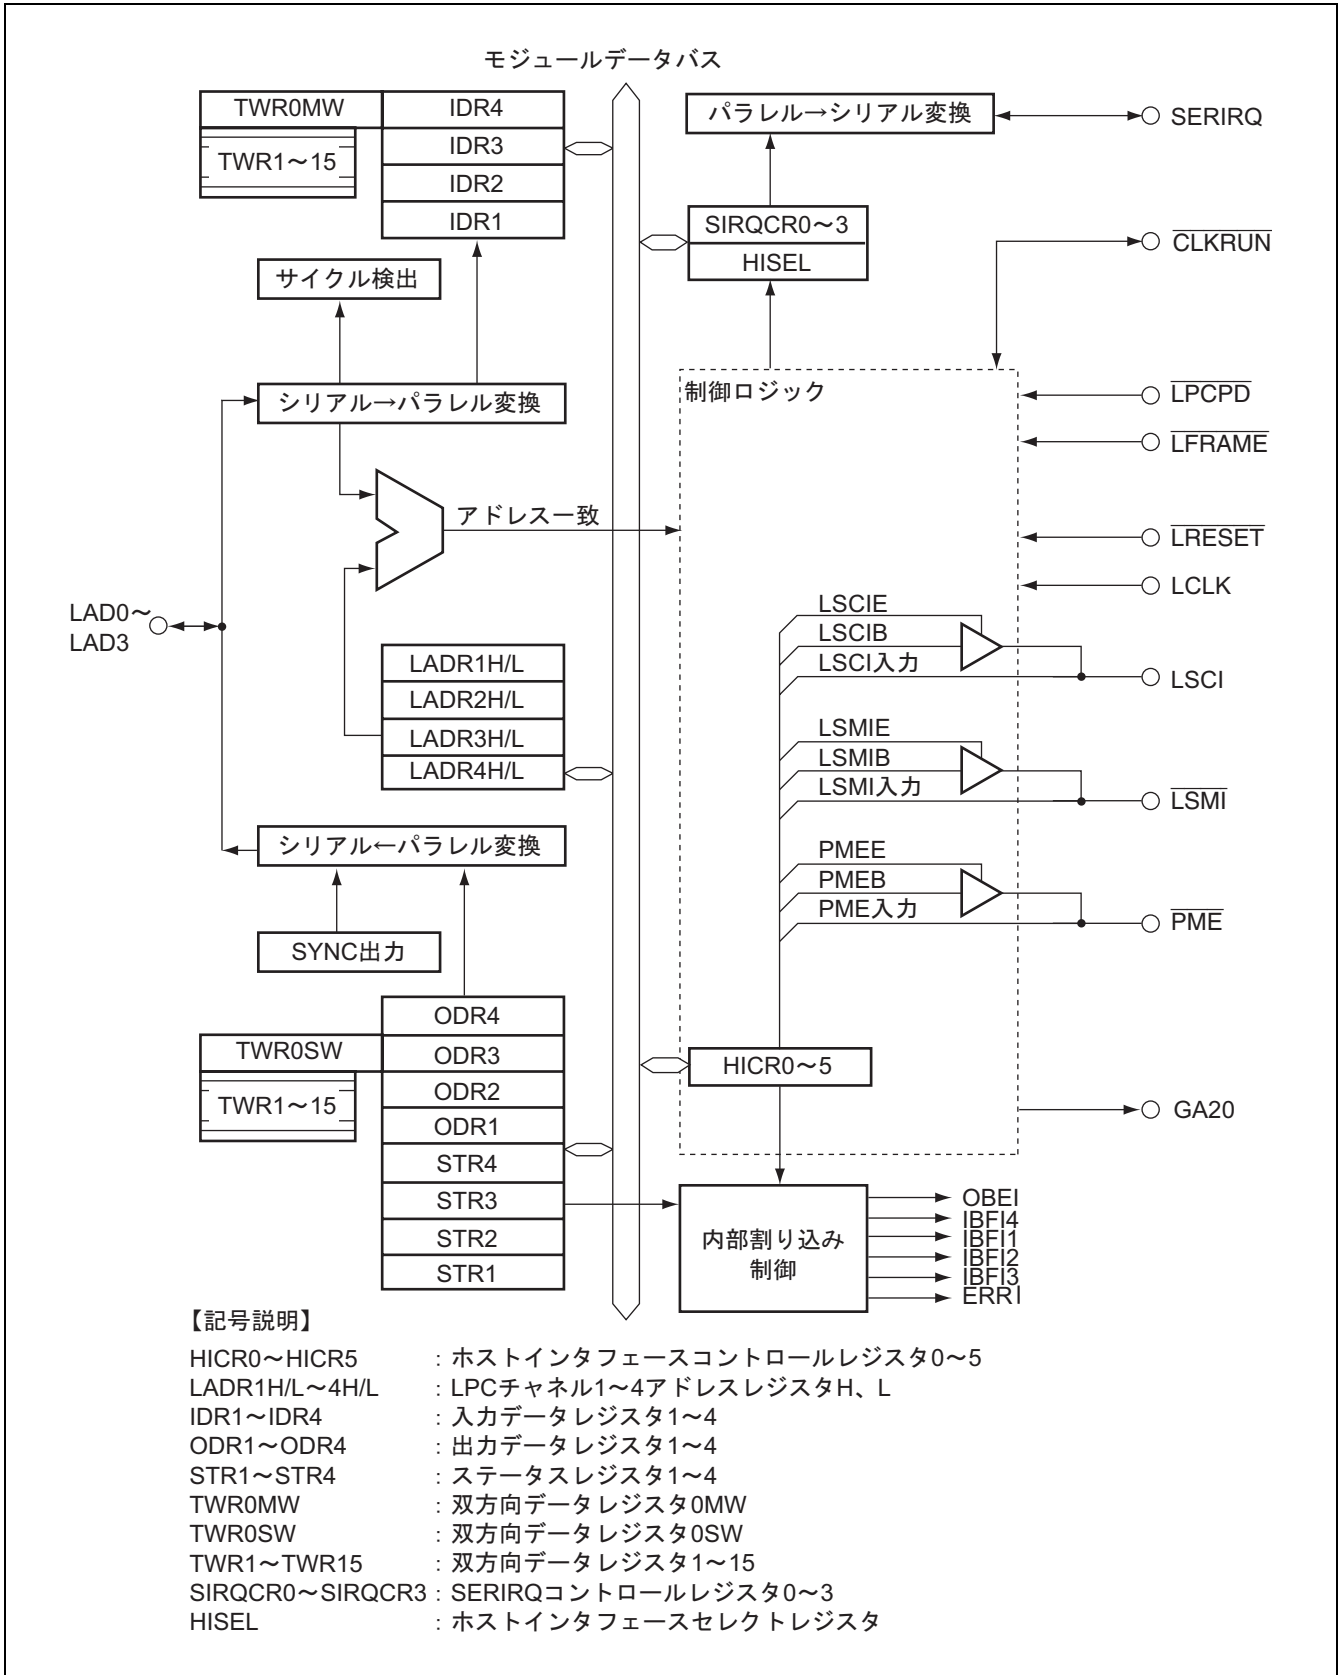 モジュールデータバス
TWR0MW
IDR4
IDR3
TWR1～15
IDR2
IDR1
パラレル→シリアル変換
SERIRQ
SIRQCR0～3
HISEL
CLKRUN
サイクル検出
シリアル→パラレル変換
制御ロジック
LPCPD
LFRAME
アドレス一致
LRESET
LCLK
LAD0～
LAD3
LSCIE
LSCIB
LSCI入力
LSCI
LADR1H/L
LADR2H/L
LADR3H/L
LADR4H/L
LSMIE
LSMIB
LSMI入力
LSMI
シリアル←パラレル変換
PMEE
PMEB
PME入力
PME
SYNC出力
ODR4
TWR0SW
ODR3
ODR2
TWR1～15
ODR1
STR4
STR3
STR2
STR1
HICR0～5
GA20
内部割り込み
制御
OBEI
IBFI4
IBFI1
IBFI2
IBFI3
ERRI
【記号説明】
HICR0～HICR5 : ホストインタフェースコントロールレジスタ0～5
LADR1H/L～4H/L : LPCチャネル1～4アドレスレジスタH、L
IDR1～IDR4 : 入力データレジスタ1～4
ODR1～ODR4 : 出力データレジスタ1～4
STR1～STR4 : ステータスレジスタ1～4
TWR0MW : 双方向データレジスタ0MW
TWR0SW : 双方向データレジスタ0SW
TWR1～TWR15 : 双方向データレジスタ1～15
SIRQCR0～SIRQCR3 : SERIRQコントロールレジスタ0～3
HISEL : ホストインタフェースセレクトレジスタ